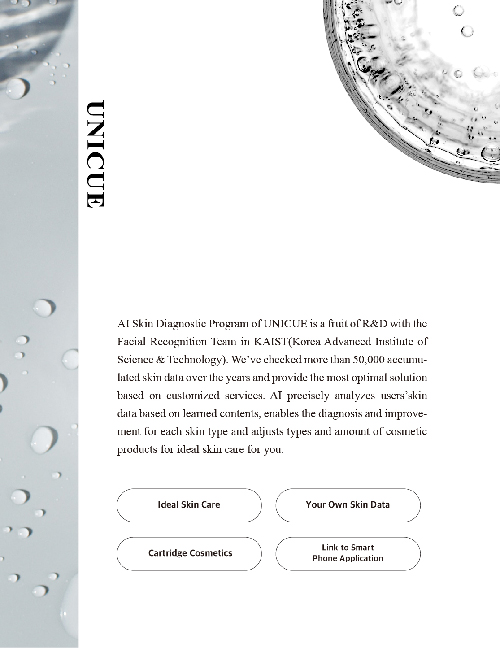 UNICUE
AI Skin Diagnostic Program of UNICUE is a fruit of R&D with the
Facial Recognition Team in KAIST(Korea Advanced Institute of
Science & Technology). We've checked more than 50,000 accumu-
lated skin data over the years and provide the most optimal solution
based on customized services. AI precisely analyzes users'skin
data based on learned contents, enables the diagnosis and improve-
ment for each skin type and adjusts types and amount of cosmetic
products for ideal skin care for you.
Ideal Skin Care
Your Own Skin Data
Cartridge Cosmetics
Link to Smart
Phone Application